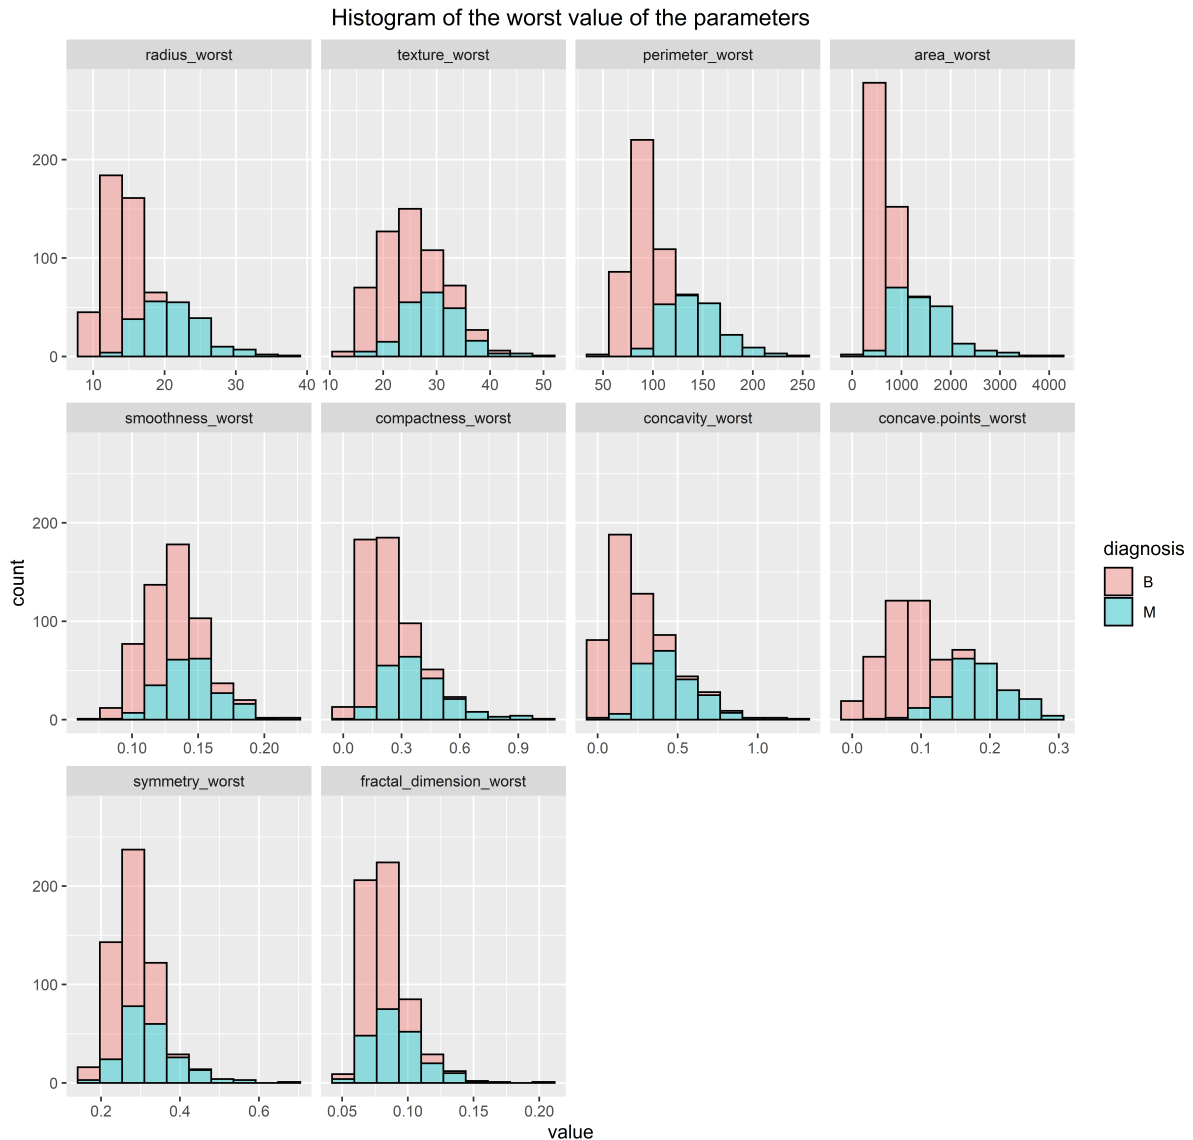 Histogram of the worst value of the parameters
radius_worst texture_worst perimeter_worst area_worst
200
100
0
10 20 30 40 10 20 30 40 50 50 100 150 200 250 0 1000 2000 3000 4000
smoothness_worst compactness_worst concavity_worst concave.points_worst
200
100
0
0.10 0.15 0.20 0.0 0.3 0.6 0.9 0.0 0.5 1.0 0.0 0.1 0.2 0.3
symmetry_worst fractal_dimension_worst
200
100
0
0.2 0.4 0.6 0.05 0.10 0.15 0.20
count
value
diagnosis
B
M